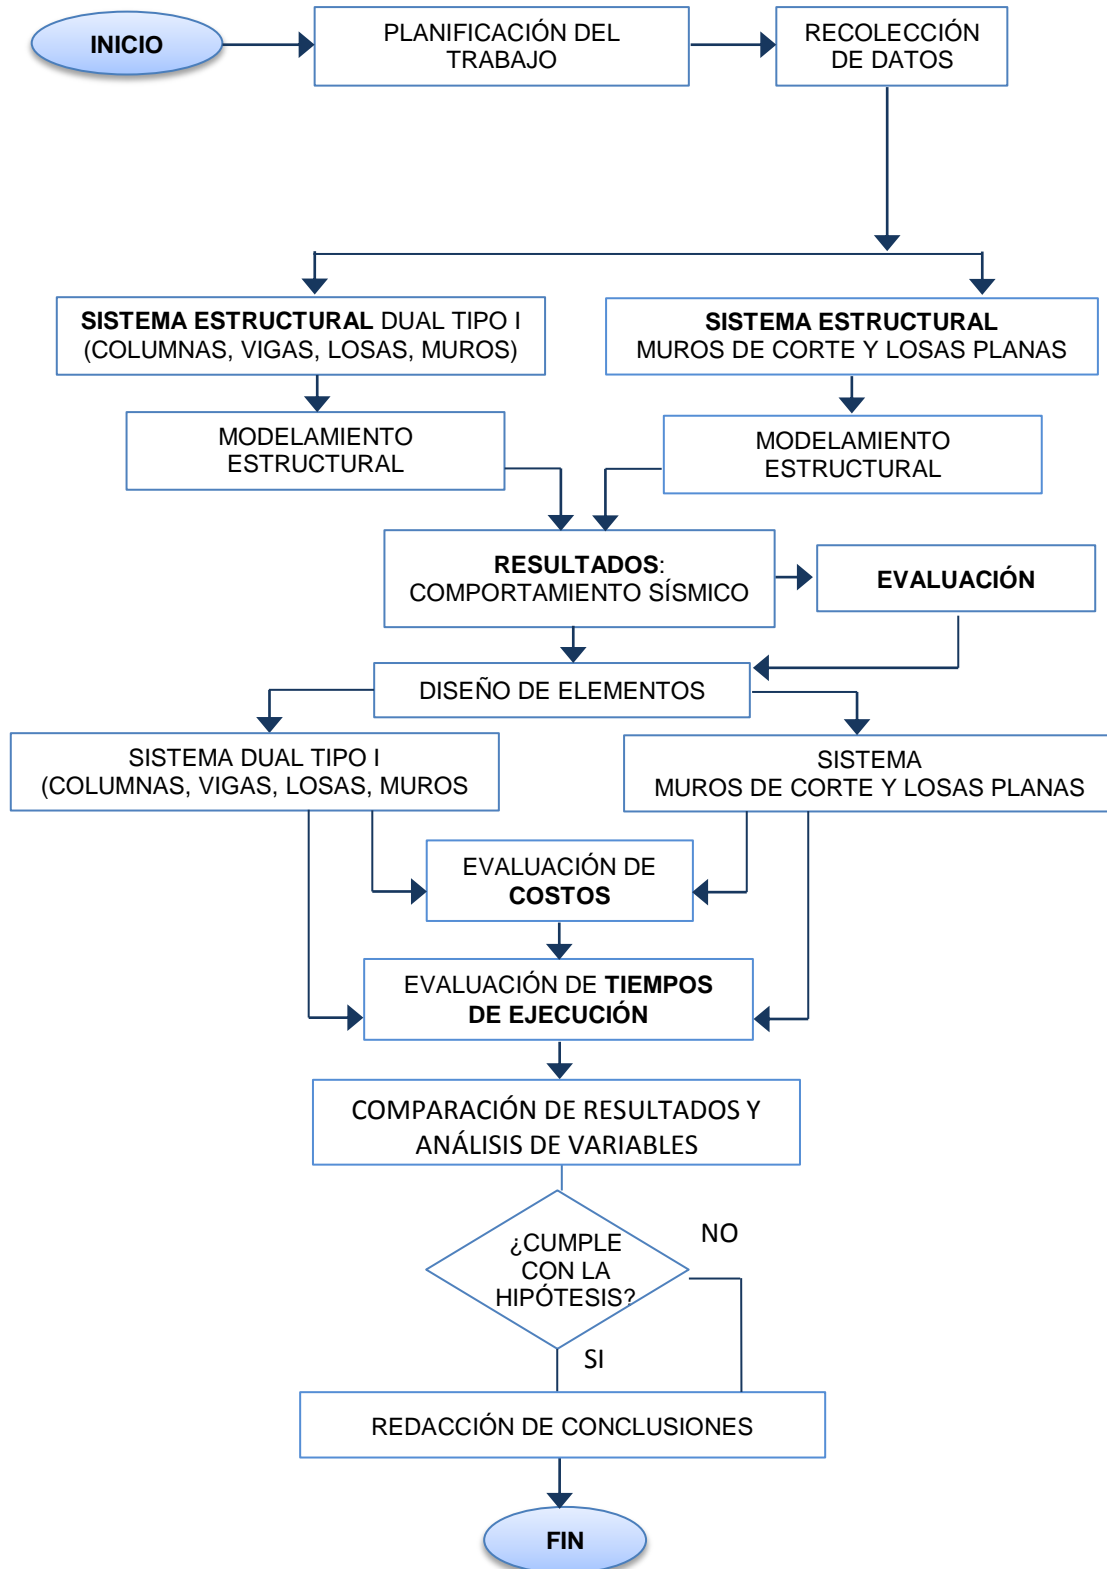 INICIO
PLANIFICACIÓN DEL
TRABAJO
RECOLECCIÓN
DE DATOS
SISTEMA ESTRUCTURAL DUAL TIPO I
(COLUMNAS, VIGAS, LOSAS, MUROS)
SISTEMA ESTRUCTURAL
MUROS DE CORTE Y LOSAS PLANAS
MODELAMIENTO
ESTRUCTURAL
MODELAMIENTO
ESTRUCTURAL
RESULTADOS:
COMPORTAMIENTO SÍSMICO
EVALUACIÓN
DISEÑO DE ELEMENTOS
SISTEMA DUAL TIPO I
(COLUMNAS, VIGAS, LOSAS, MUROS
SISTEMA
MUROS DE CORTE Y LOSAS PLANAS
EVALUACIÓN DE
COSTOS
EVALUACIÓN DE TIEMPOS
DE EJECUCIÓN
COMPARACIÓN DE RESULTADOS Y
ANÁLISIS DE VARIABLES
¿CUMPLE
CON LA
HIPÓTESIS?
NO
SI
REDACCIÓN DE CONCLUSIONES
FIN